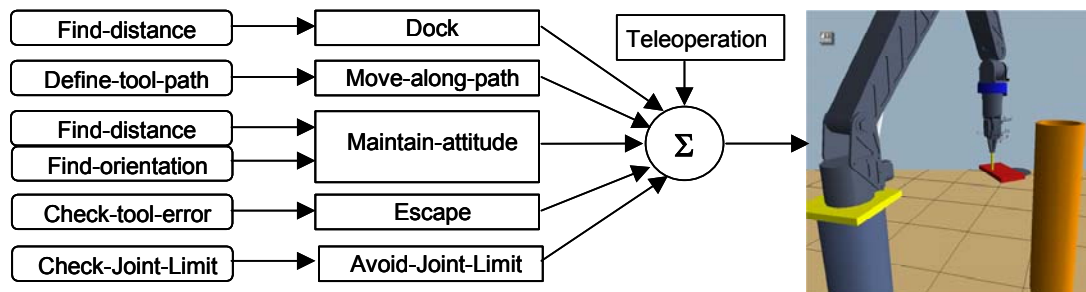 Find-distance
Dock
Teleoperation
Define-tool-path
Move-along-path
Find-distance
Maintain-attitude
Find-orientation
Σ
Check-tool-error
Escape
Check-Joint-Limit
Avoid-Joint-Limit